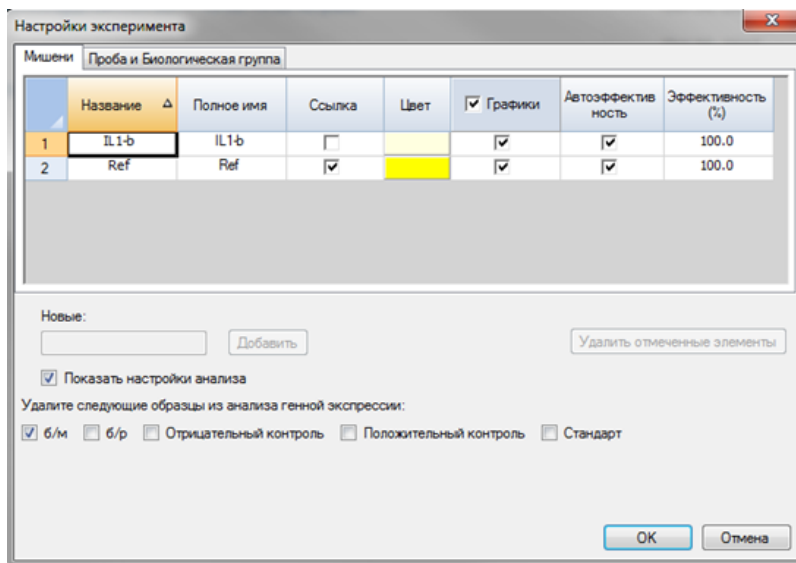 Настройки эксперимента
Мишени Проба и Биологическая группа
Название Полное имя Ссылка Цвет Графики Автоэффектив ность Эффективность (%)
1 IL1-b IL1-b 100.0
2 Ref Ref 100.0
Новые:
Добавить Удалить отмеченные элементы
Показать настройки анализа
Удалите следующие образцы из анализа генной экспрессии:
б/м б/р Отрицательный контроль Положительный контроль Стандарт
OK Отмена